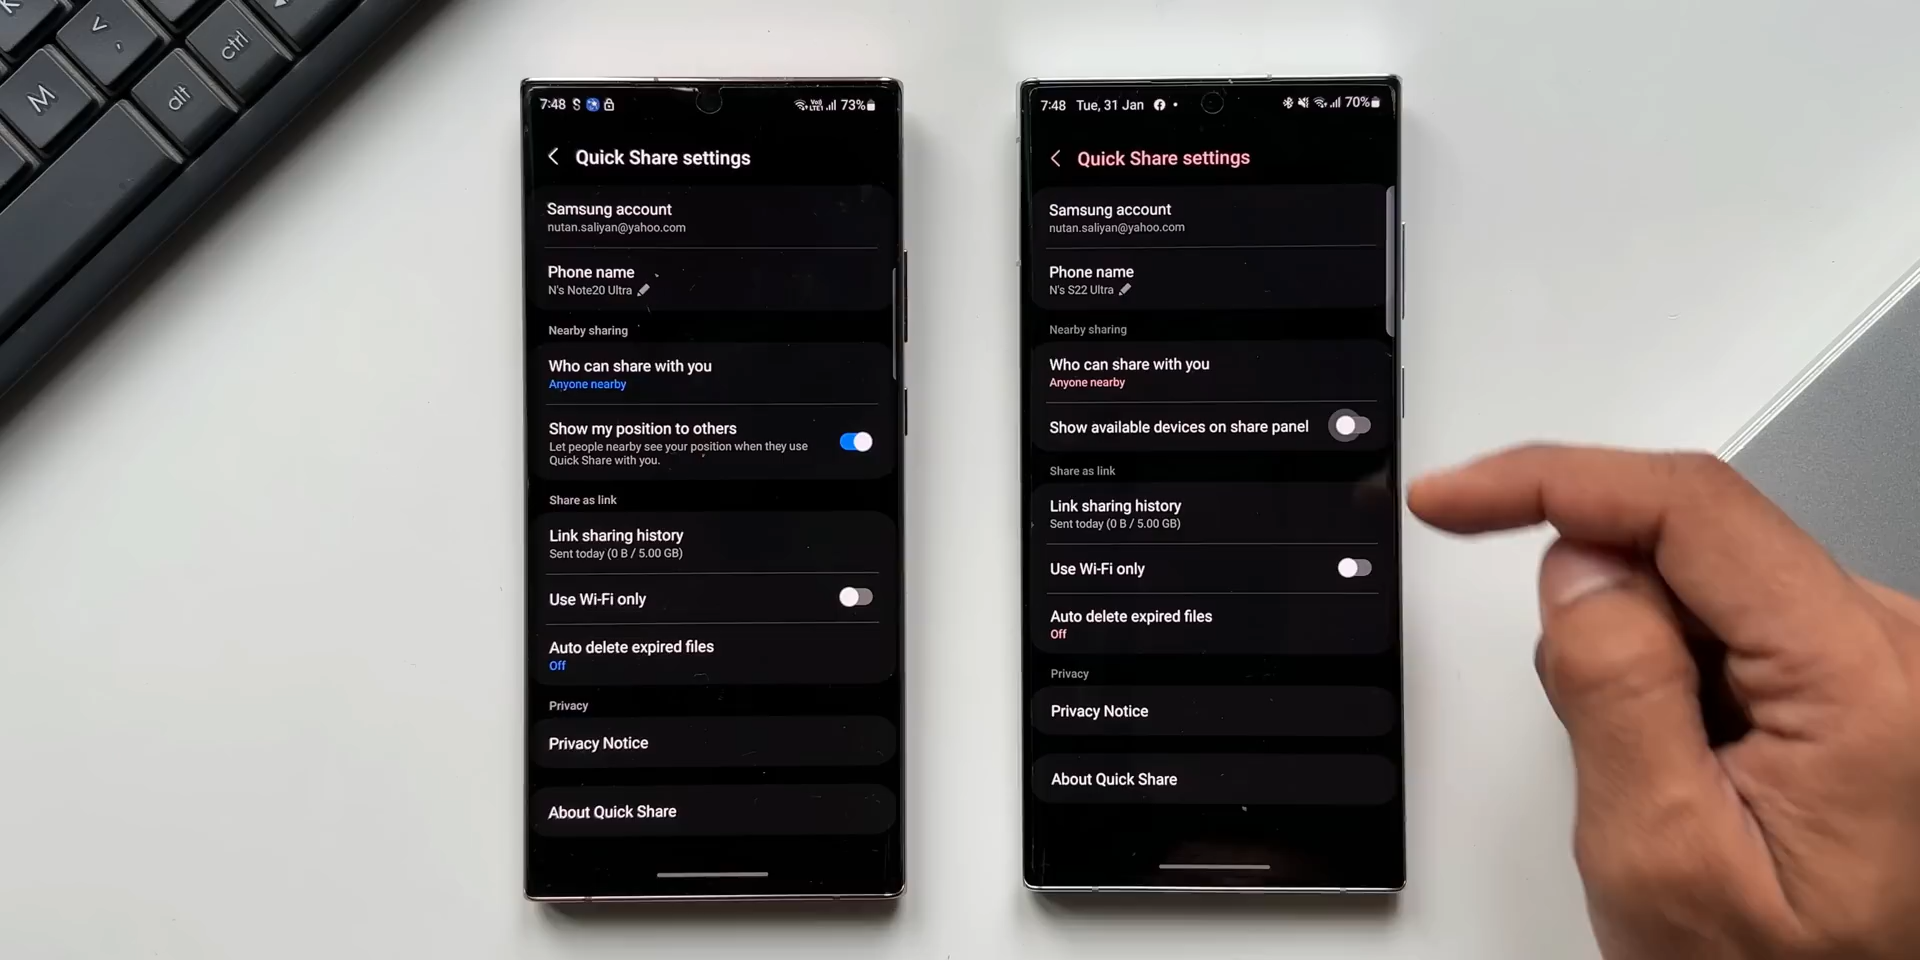 K
V
M
alt
ctrl
7:48
73%
Quick Share settings
Samsung account
nutan.saliyan@yahoo.com
Phone name
N's Note20 Ultra
Nearby sharing
Who can share with you
Anyone nearby
Show my position to others
Let people nearby see your position when they use
Quick Share with you.
Share as link
Link sharing history
Sent today (0 B / 5.00 GB)
Use Wi-Fi only
Auto delete expired files
Off
Privacy
Privacy Notice
About Quick Share
7:48 Tue, 31 Jan
70%
Quick Share settings
Samsung account
nutan.saliyan@yahoo.com
Phone name
N's S22 Ultra
Nearby sharing
Who can share with you
Anyone nearby
Show available devices on share panel
Share as link
Link sharing history
Sent today (0 B / 5.00 GB)
Use Wi-Fi only
Auto delete expired files
Off
Privacy
Privacy Notice
About Quick Share